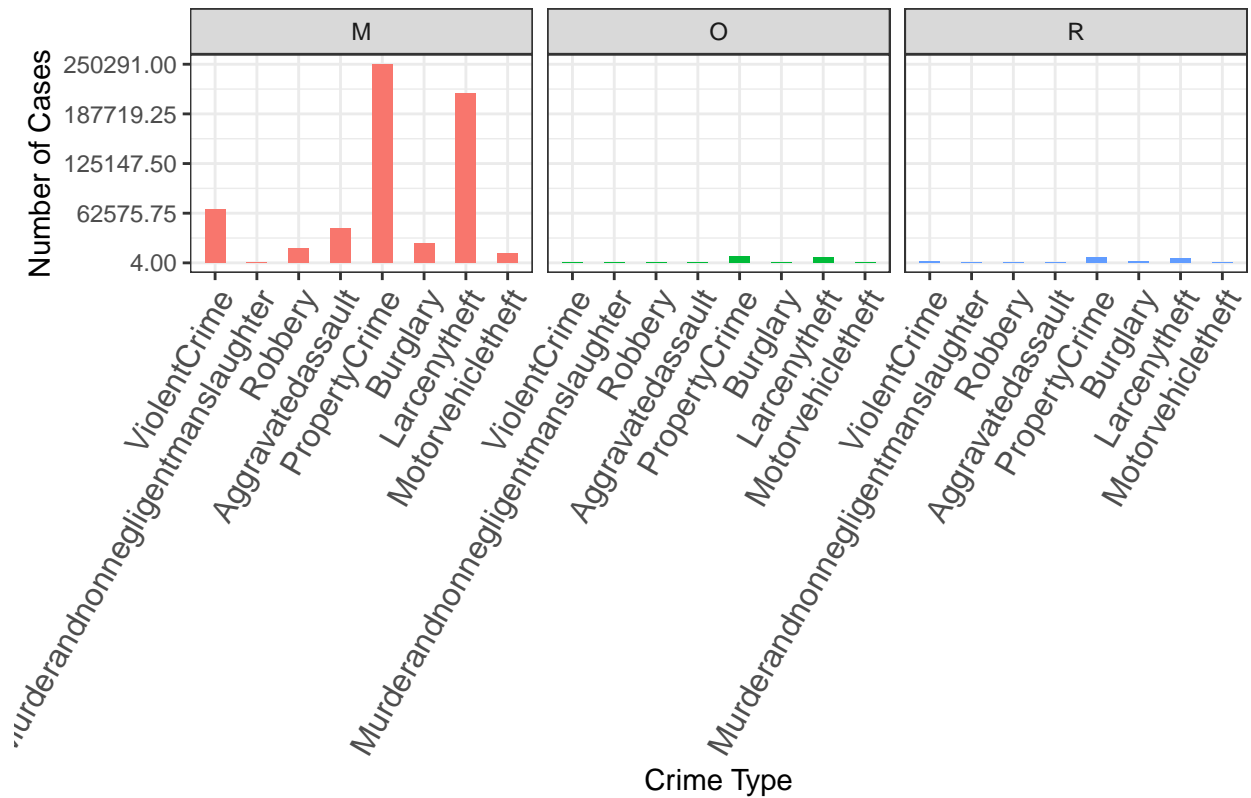 M
O
R
Number of Cases
250291.00
187719.25
125147.50
62575.75
4.00
ViolentCrime
urderandnonnegligentmanslaughter
Robbery
Aggravatedassault
PropertyCrime
Burglary
Larcenytheft
Motorvehicletheft
ViolentCrime
Murderandnonnegligentmanslaughter
Robbery
Aggravatedassault
PropertyCrime
Burglary
Larcenytheft
Motorvehicletheft
ViolentCrime
Murderandnonnegligentmanslaughter
Robbery
Aggravatedassault
PropertyCrime
Burglary
Larcenytheft
Motorvehicletheft
Crime Type